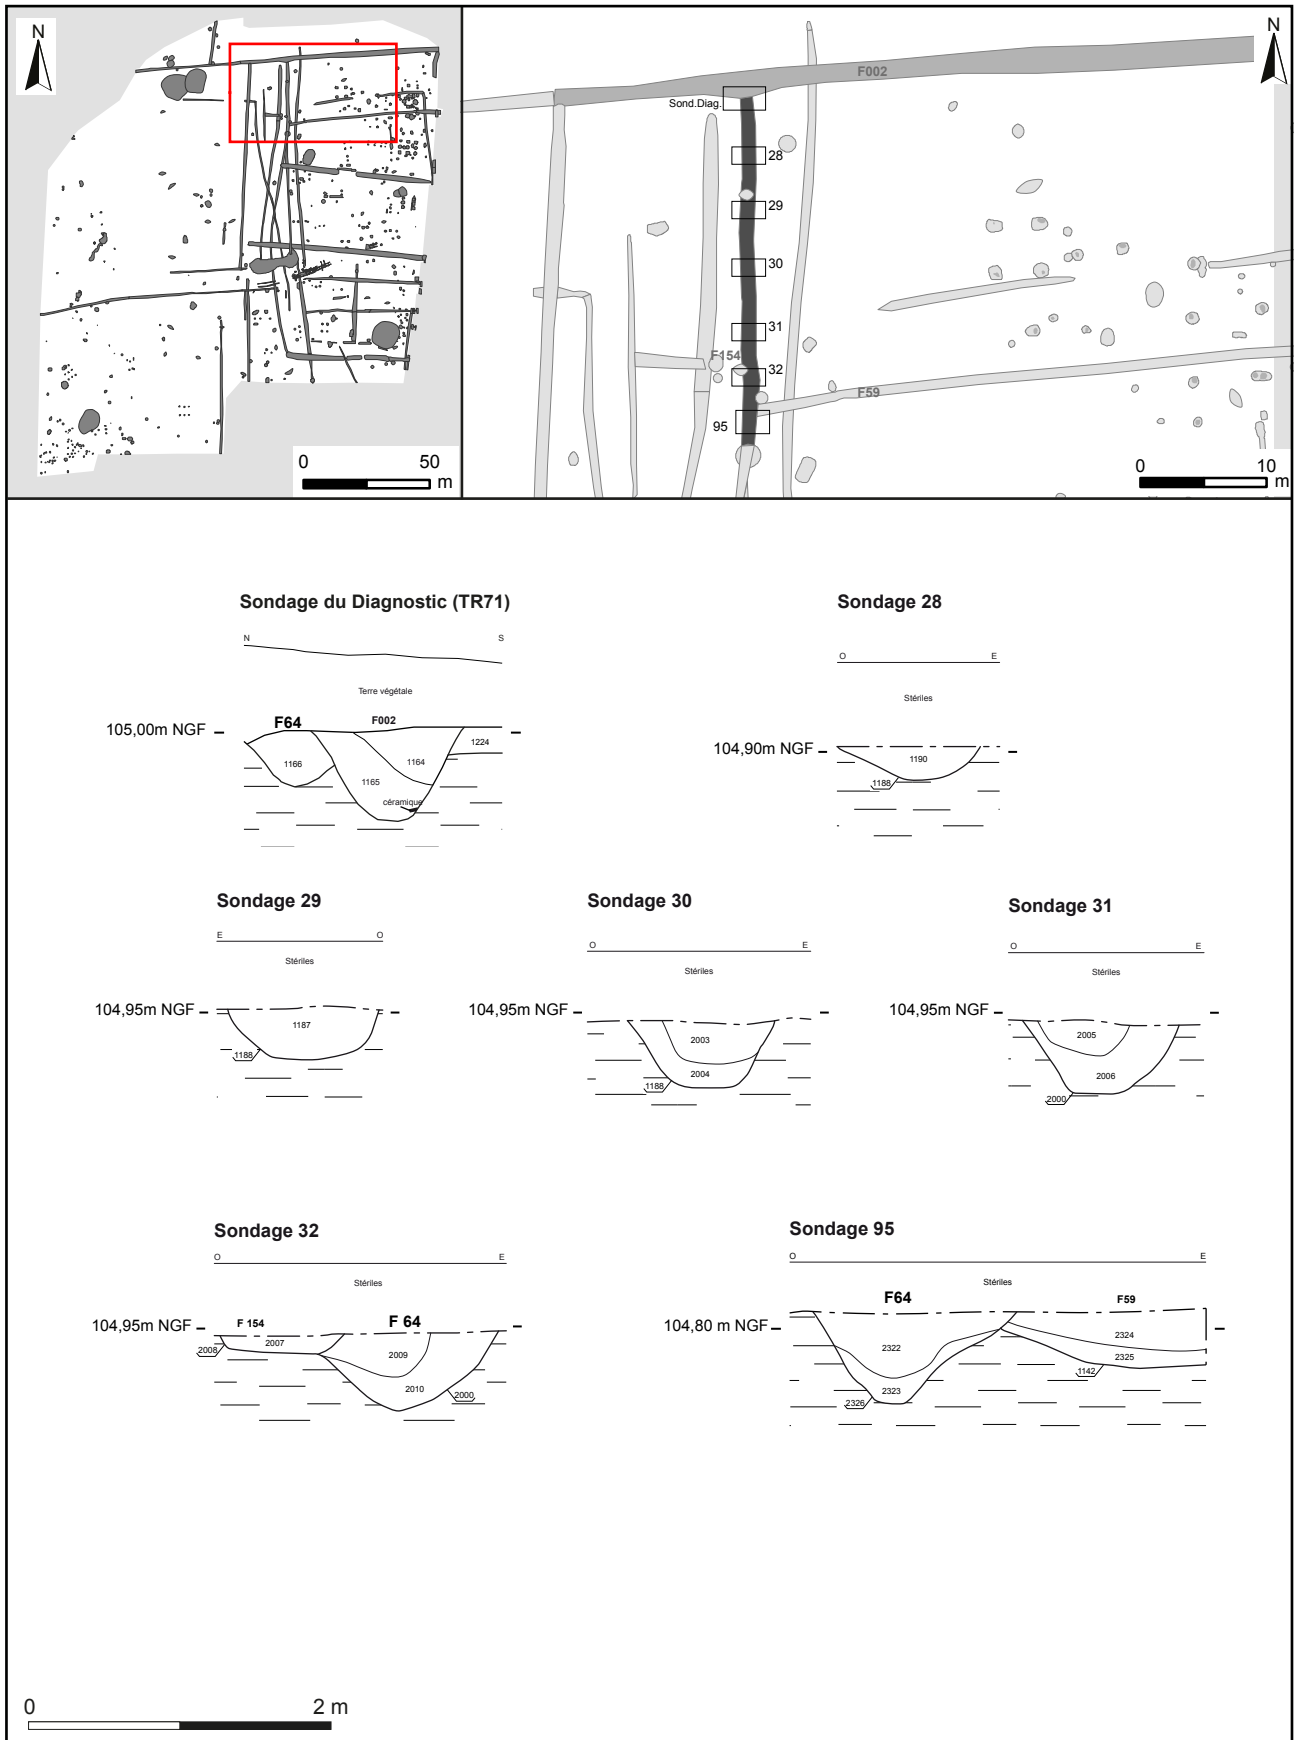 N
0 50
m
N
F002
Sond.Diag.
28
29
30
31
F154
32
F59
95
0 10
m
Sondage du Diagnostic (TR71)
N S
Terre végétale
105,00m NGF
F64
F002
1224
1166
1164
1165
céramique
Sondage 28
O E
Stériles
104,90m NGF
1190
1188
Sondage 29
E O
Stériles
104,95m NGF
1187
1188
Sondage 30
O E
Stériles
104,95m NGF
2003
2004
1188
Sondage 31
O E
Stériles
104,95m NGF
2005
2006
2000
Sondage 32
O E
Stériles
F 154
F 64
104,95m NGF
2007
2008
2009
2010
2000
Sondage 95
O E
Stériles
F64
F59
104,80 m NGF
2324
2322
2325
1142
2323
2326
0 2 m